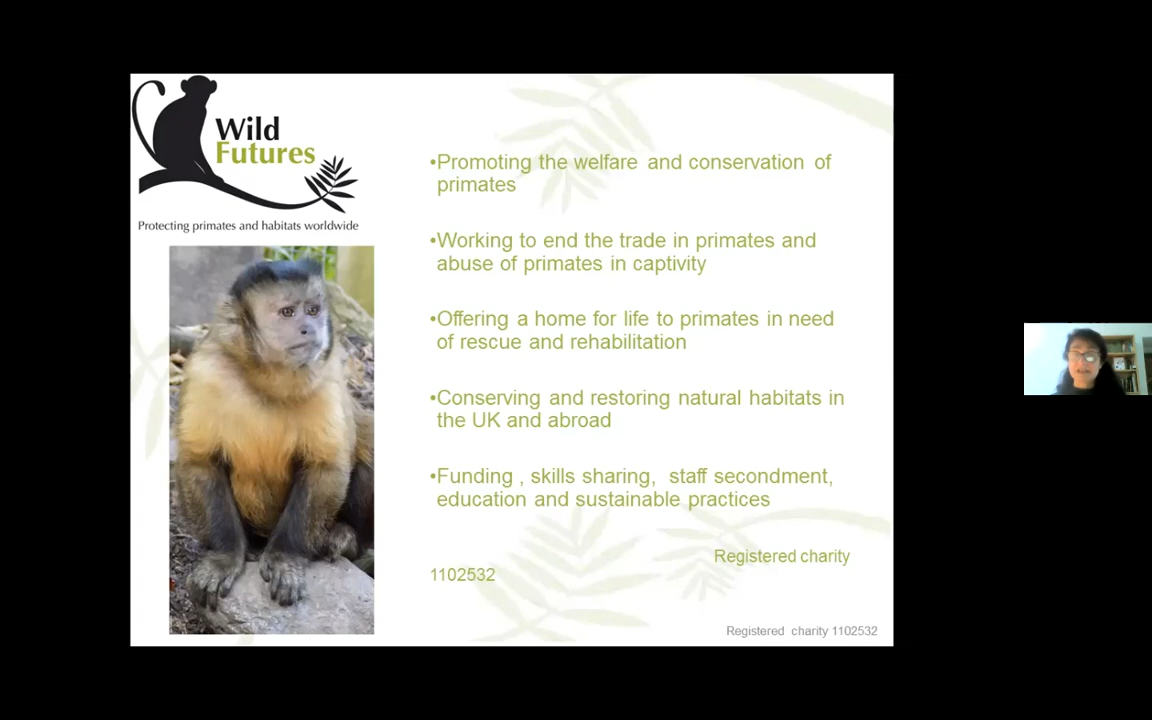 Wild
Futures
Protecting primates and habitats worldwide
•Promoting the welfare and conservation of
primates
•Working to end the trade in primates and
abuse of primates in captivity
•Offering a home for life to primates in need
of rescue and rehabilitation
•Conserving and restoring natural habitats in
the UK and abroad
•Funding , skills sharing, staff secondment,
education and sustainable practices
Registered charity
1102532
Registered charity 1102532